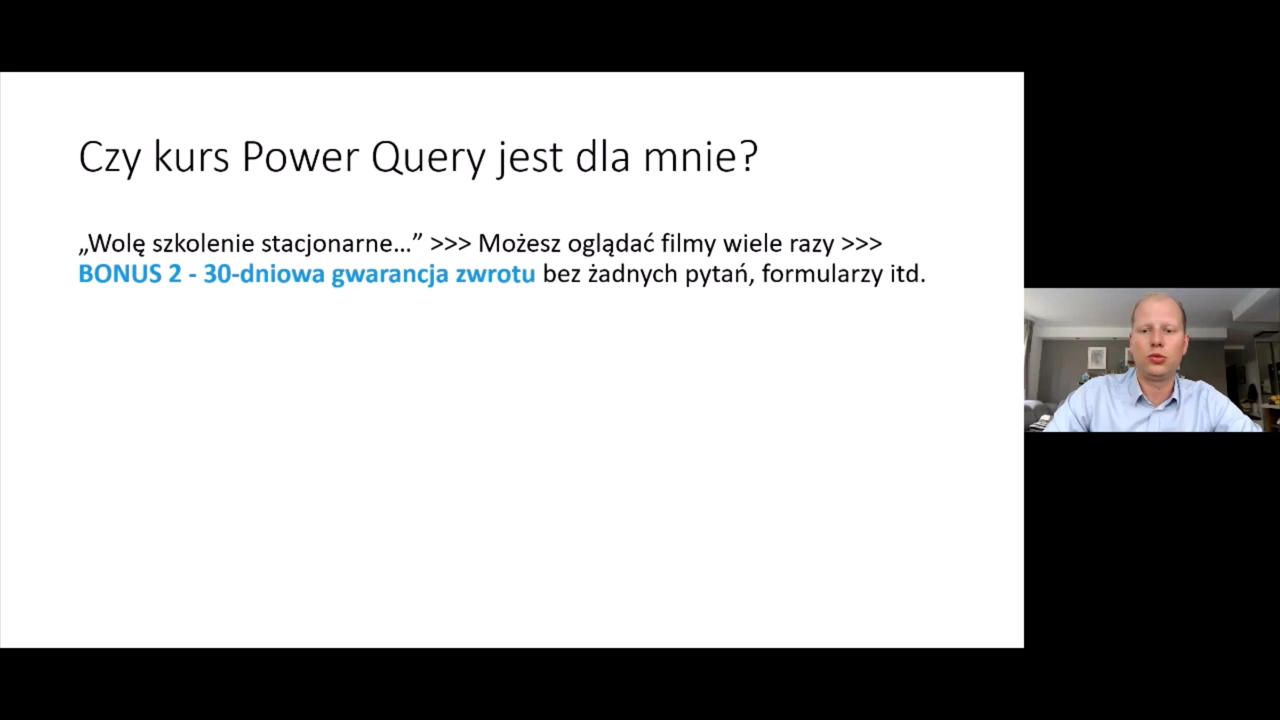 Czy kurs Power Query jest dla mnie?
„Wolę szkolenie stacjonarne...” >>> Możesz oglądać filmy wiele razy >>>
BONUS 2 - 30-dniowa gwarancja zwrotu bez żadnych pytań, formularzy itd.